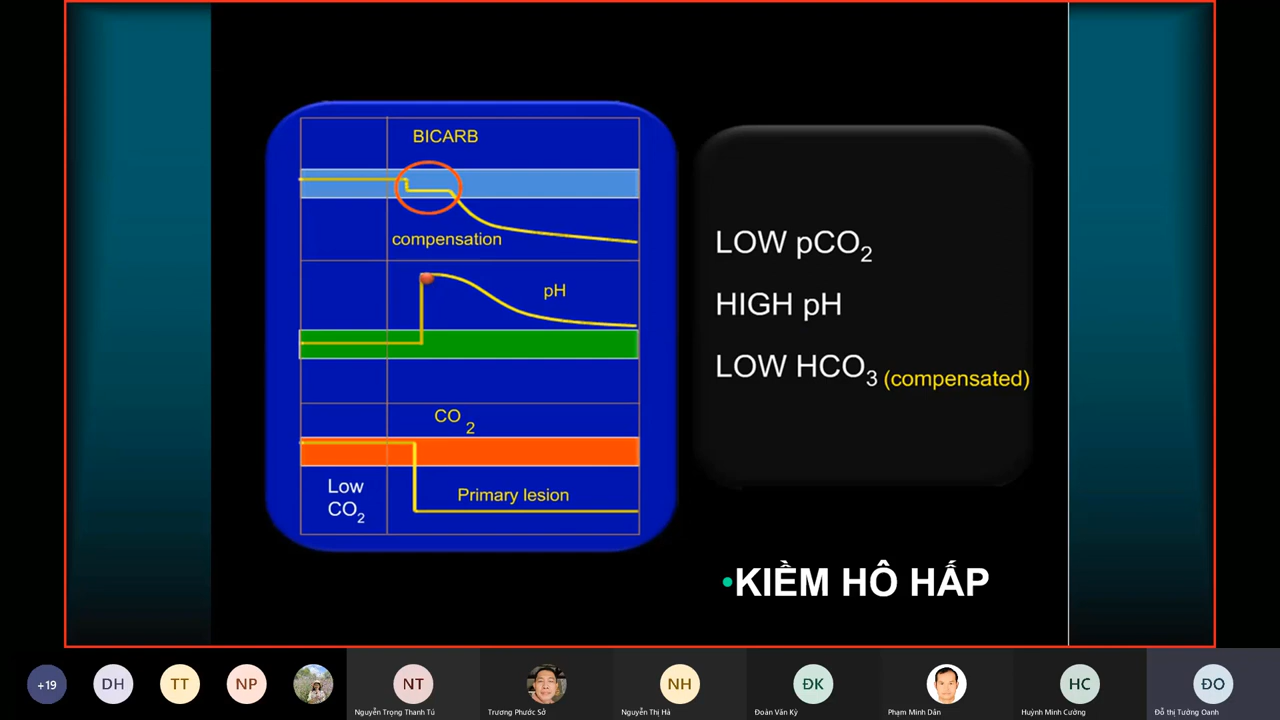 BICARB
compensation
pH
CO2
Low
CO2
Primary lesion
LOW pCO2
HIGH pH
LOW HCO3 (compensated)
•KIỀM HÔ HẤP
+19
DH
TT
NP
NT
NH
ĐK
HC
ĐO
Nguyễn Trọng Thanh Tú
Trương Phước Sở
Nguyễn Thị Hà
Đoàn Văn Kỳ
Phạm Minh Dân
Huỳnh Minh Cường
Đỗ thị Tường Oanh